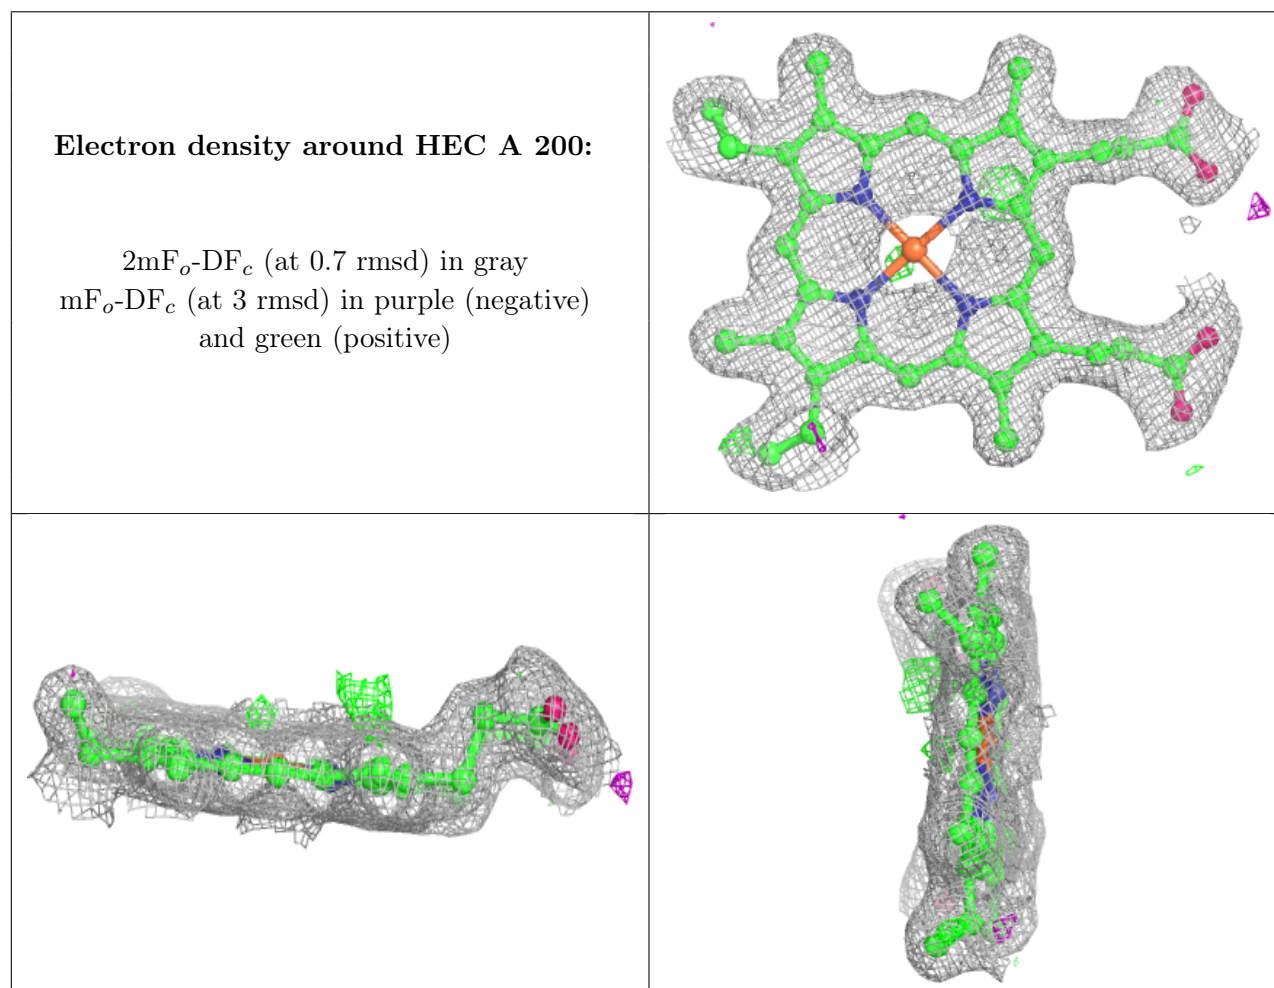 Electron density around HEC A 200:
2mFo-DFc (at 0.7 rmsd) in gray
mFo-DFc (at 3 rmsd) in purple (negative)
and green (positive)